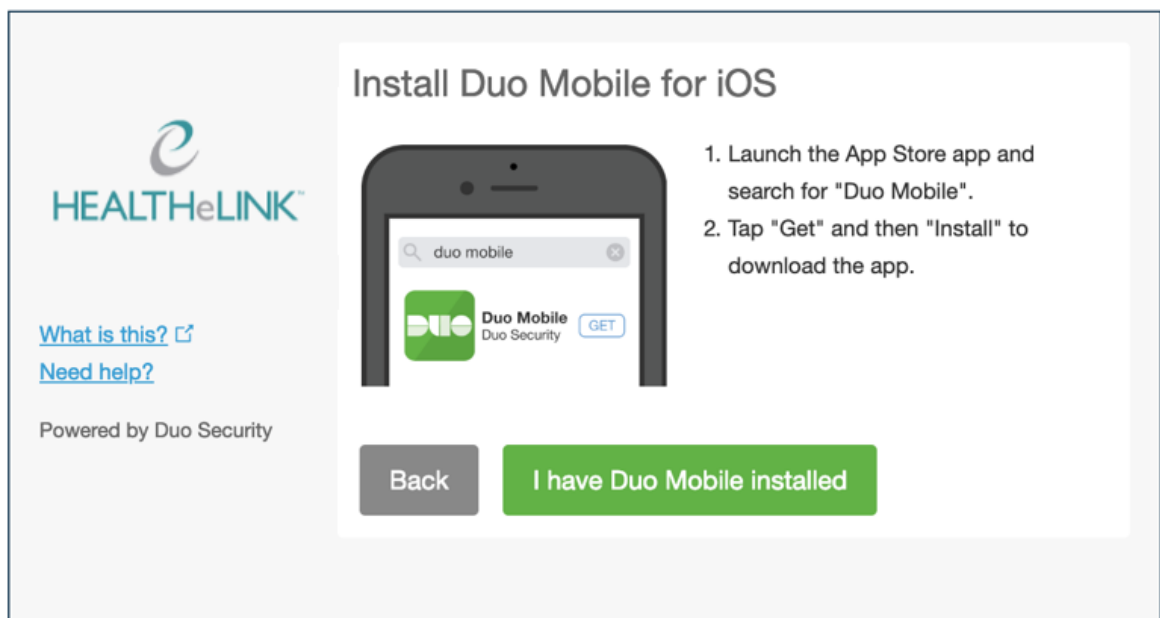 HEALTHeLINK™
What is this?
Need help?
Powered by Duo Security
Install Duo Mobile for iOS
duo mobile
DUO
Duo Mobile
Duo Security
GET
1. Launch the App Store app and
search for "Duo Mobile".
2. Tap "Get" and then "Install" to
download the app.
Back
I have Duo Mobile installed